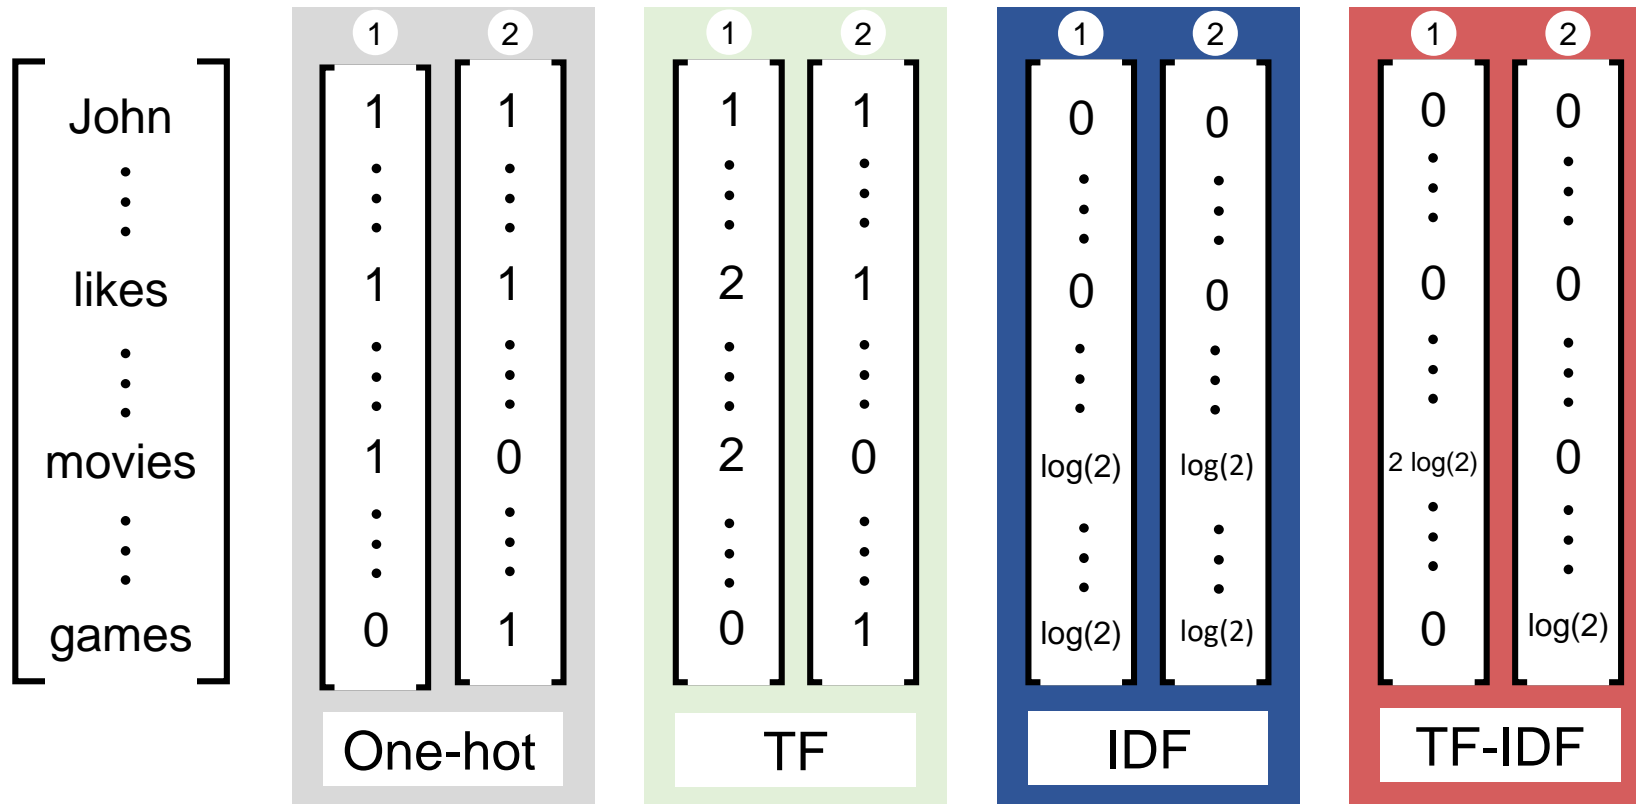 1 2 1 2 1 2 1 2
John 1 1 1 1 0 0 0 0
likes 1 1 2 1 0 0 0 0
movies 1 0 2 0 log(2) log(2) 2 log(2) 0
games 0 1 0 1 log(2) log(2) 0 log(2)
One-hot TF IDF TF-IDF